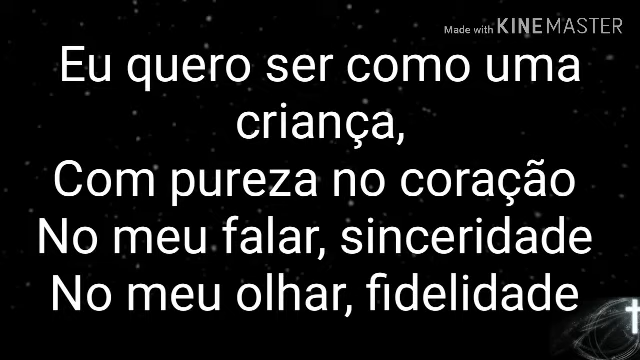 Made with KINEMASTER
Eu quero ser como uma
criança,
Com pureza no coração
No meu falar, sinceridade
No meu olhar, fidelidade